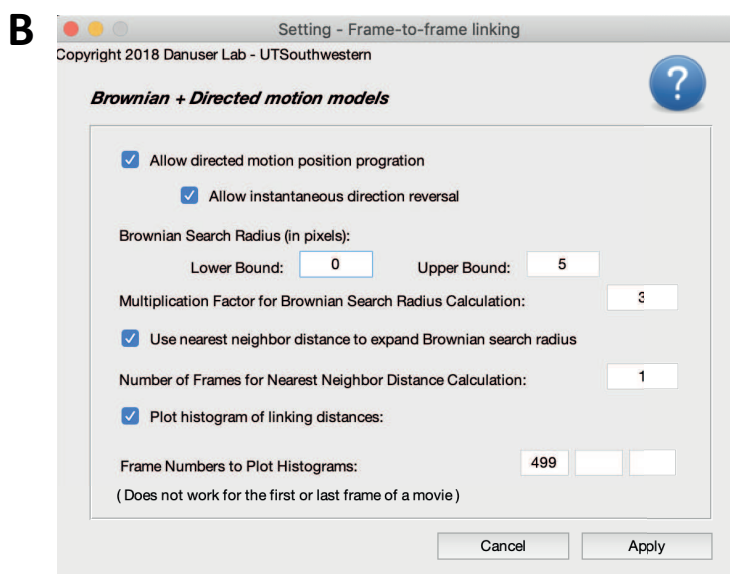 B
Setting - Frame-to-frame linking
Copyright 2018 Danuser Lab - UTSouthwestern
?
Brownian + Directed motion models
Allow directed motion position progration
Allow instantaneous direction reversal
Brownian Search Radius (in pixels):
Lower Bound: 0 Upper Bound: 5
Multiplication Factor for Brownian Search Radius Calculation: 3
Use nearest neighbor distance to expand Brownian search radius
Number of Frames for Nearest Neighbor Distance Calculation: 1
Plot histogram of linking distances:
Frame Numbers to Plot Histograms: 499
(Does not work for the first or last frame of a movie)
Cancel Apply